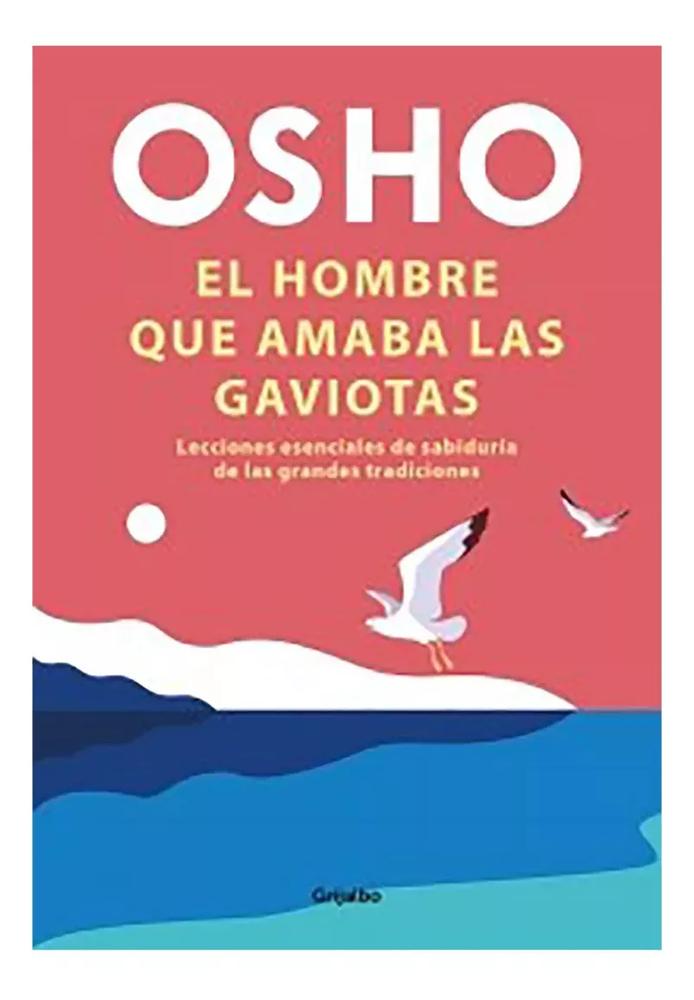 OSHO
EL HOMBRE
QUE AMABA LAS
GAVIOTAS
Lecciones esenciales de sabiduría
de las grandes tradiciones
Grijalbo